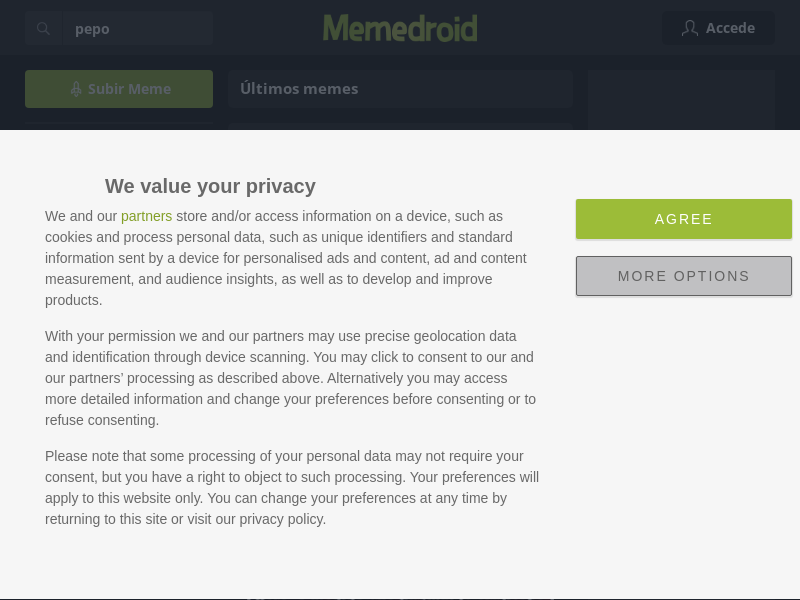 pepo
Memedroid
Accede
Subir Meme
Últimos memes
We value your privacy
We and our partners store and/or access information on a device, such as
cookies and process personal data, such as unique identifiers and standard
information sent by a device for personalised ads and content, ad and content
measurement, and audience insights, as well as to develop and improve
products.
With your permission we and our partners may use precise geolocation data
and identification through device scanning. You may click to consent to our and
our partners’ processing as described above. Alternatively you may access
more detailed information and change your preferences before consenting or to
refuse consenting.
Please note that some processing of your personal data may not require your
consent, but you have a right to object to such processing. Your preferences will
apply to this website only. You can change your preferences at any time by
returning to this site or visit our privacy policy.
AGREE
MORE OPTIONS